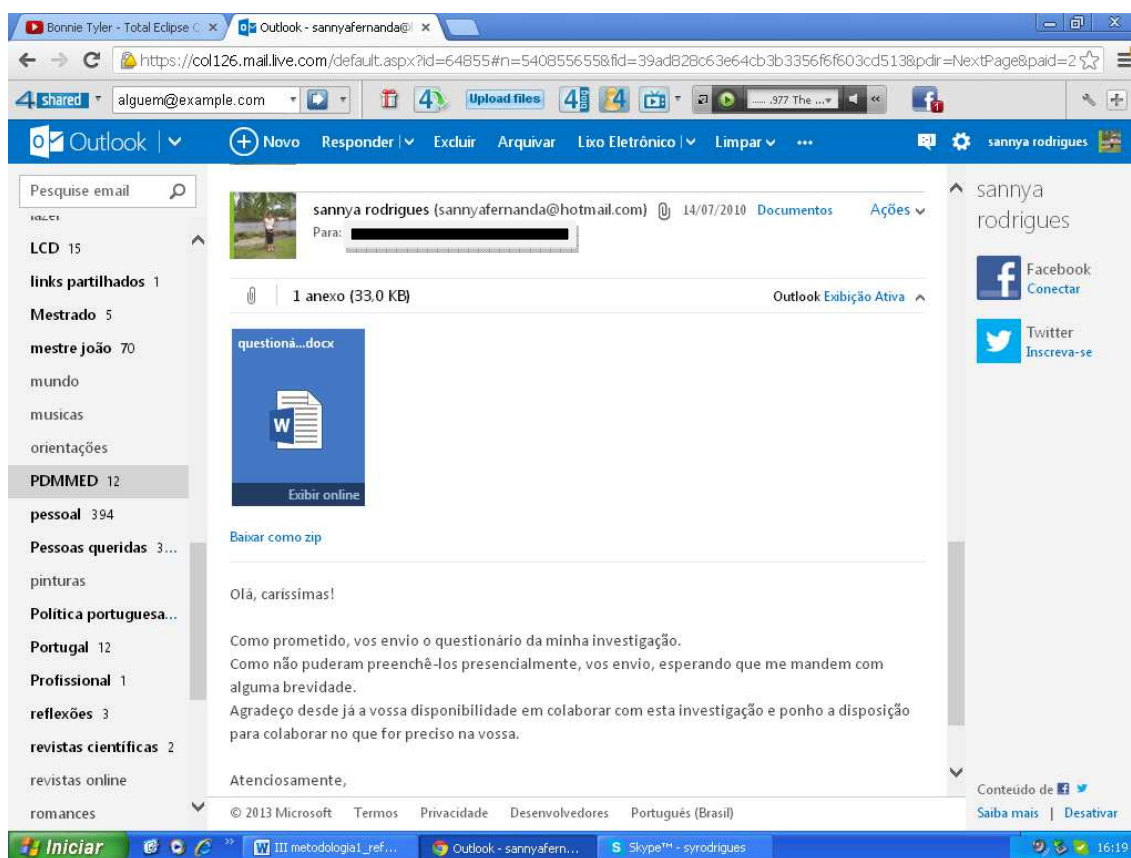 Bonnie Tyler - Total Eclipse
Outlook - sannyafernanda@
https://col126.mail.live.com/default.aspx?id=64855#n=540855655&fid=39adb28c63e64cb3b3356f6f603cd513&pdir=NextPage&paid=2
4 shared alguem@example.com Upload files ...... .977 The ...
Outlook Novo Responder Excluir Arquivar Lixo Eletrônico Limpar ... sannya rodrigues
Pesquise email
lazer
LCD 15
links partilhados 1
Mestrado 5
mestre joão 70
mundo
musicas
orientações
PDMMED 12
pessoal 394
Pessoas queridas 3...
pinturas
Política portuguesa...
Portugal 12
Profissional 1
reflexões 3
revistas científicas 2
revistas online
romances
sannya rodrigues (sannyafernanda@hotmail.com) 14/07/2010 Documentos Ações
Para:
1 anexo (33,0 KB) Outlook Exibição Ativa
questioná...docx
W
Exibir online
Baixar como zip
Olá, caríssimas!
Como prometido, vos envio o questionário da minha investigação.
Como não puderam preenchê-los presencialmente, vos envio, esperando que me mandem com
alguma brevidade.
Agradeço desde já a vossa disponibilidade em colaborar com esta investigação e ponho a disposição
para colaborar no que for preciso na vossa.
Atenciosamente,
© 2013 Microsoft Termos Privacidade Desenvolvedores Português (Brasil)
sannya
rodrigues
Facebook
Conectar
Twitter
Inscreva-se
Conteúdo de
Saiba mais | Desativar
Iniciar III metodologia1_ref... Outlook - sannyafern... Skype™ - syrodrigues 16:19